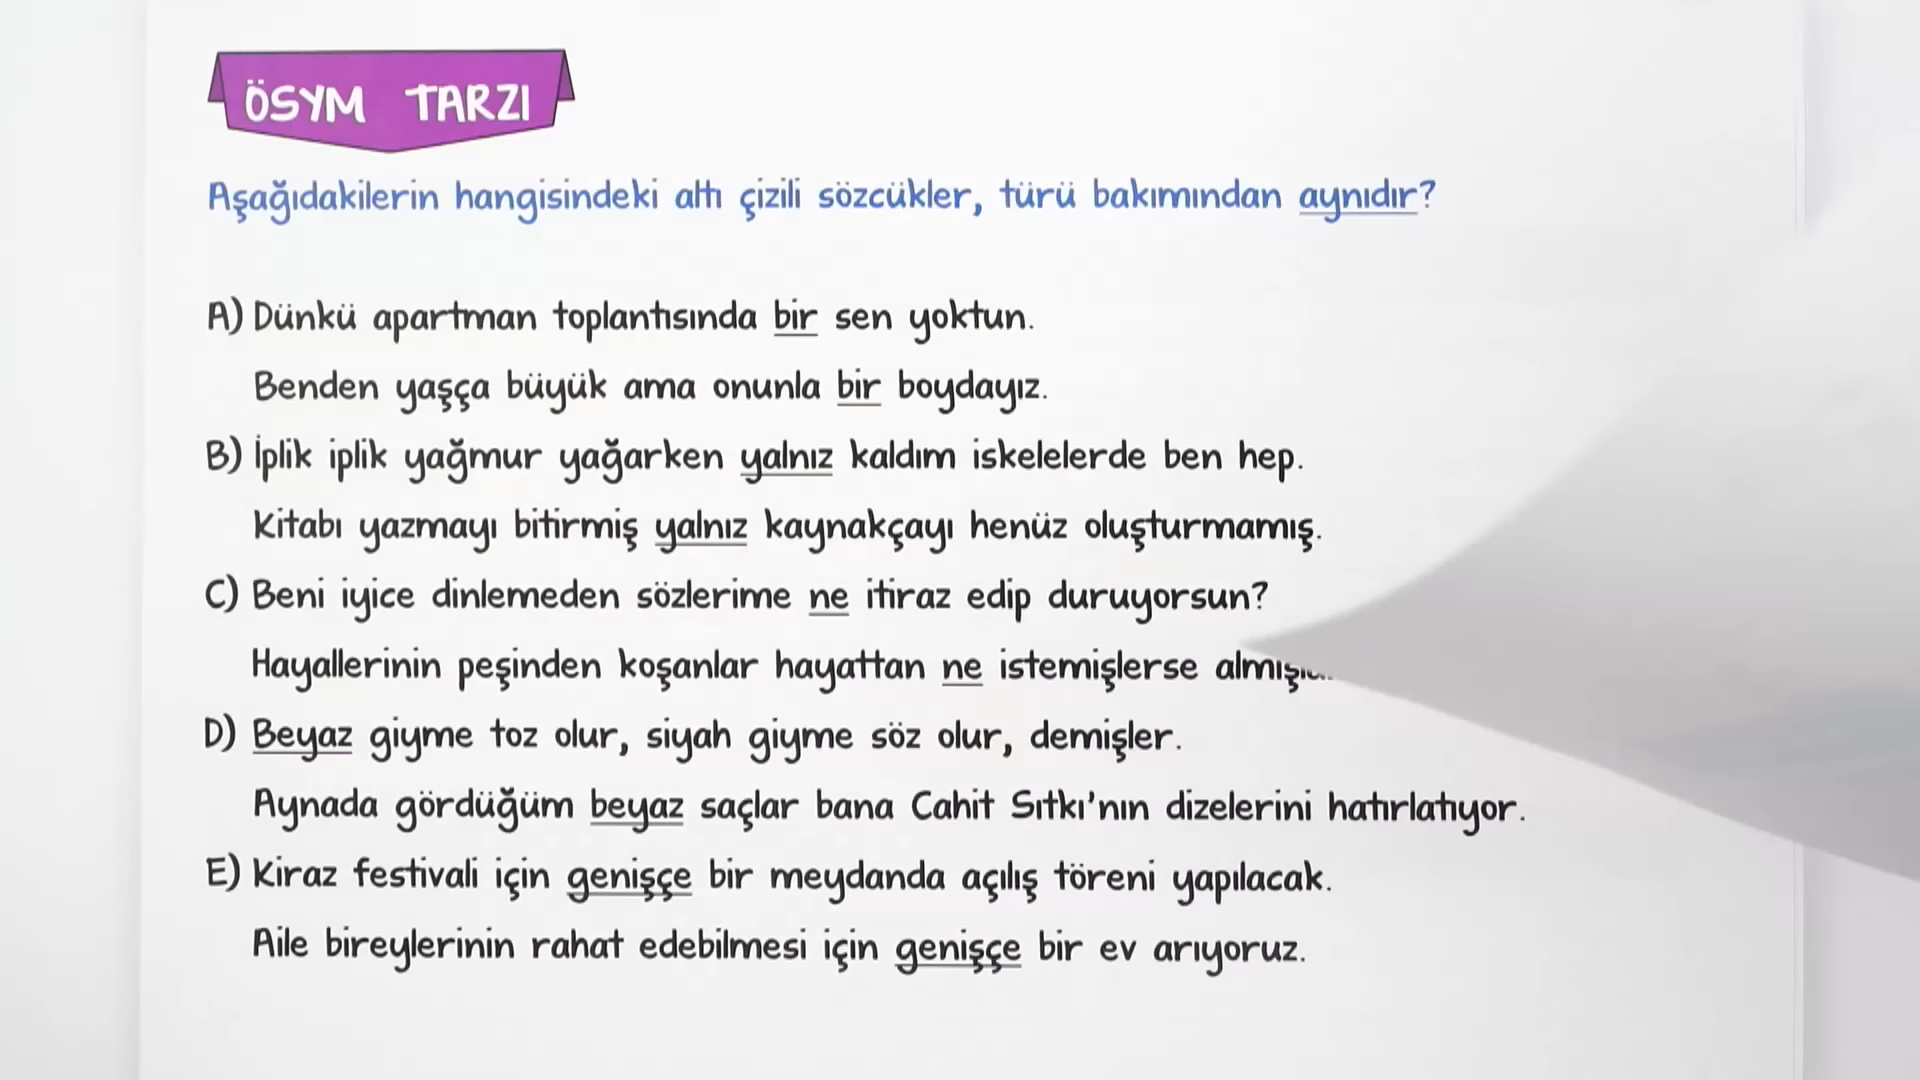 ÖSYM TARZI
Aşağıdakilerin hangisindeki altı çizili sözcükler, türü bakımından aynıdır?
A) Dünkü apartman toplantısında bir sen yoktun.
Benden yaşça büyük ama onunla bir boydayız.
B) İplik iplik yağmur yağarken yalnız kaldım iskelelerde ben hep.
Kitabı yazmayı bitirmiş yalnız kaynakçayı henüz oluşturmamış.
C) Beni iyice dinlemeden sözlerime ne itiraz edip duruyorsun?
Hayallerinin peşinden koşanlar hayattan ne istemişlerse
D) Beyaz giyme toz olur, siyah giyme söz olur, demişler.
Aynada gördüğüm beyaz saçlar bana Cahit Sıtkı'nın dizelerini hatırlatıyor.
E) Kiraz festivali için genişçe bir meydanda açılış töreni yapılacak.
Aile bireylerinin rahat edebilmesi için genişçe bir ev arıyoruz.